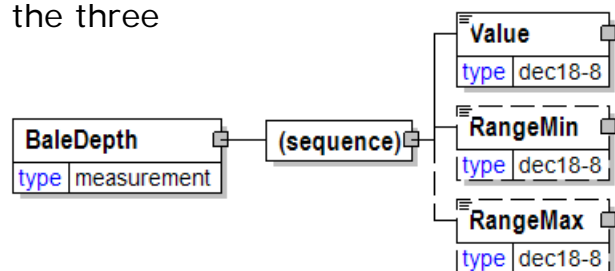 the three
Value
type dec18-8
BaleDepth
type measurement
(sequence)
RangeMin
type dec18-8
RangeMax
type dec18-8